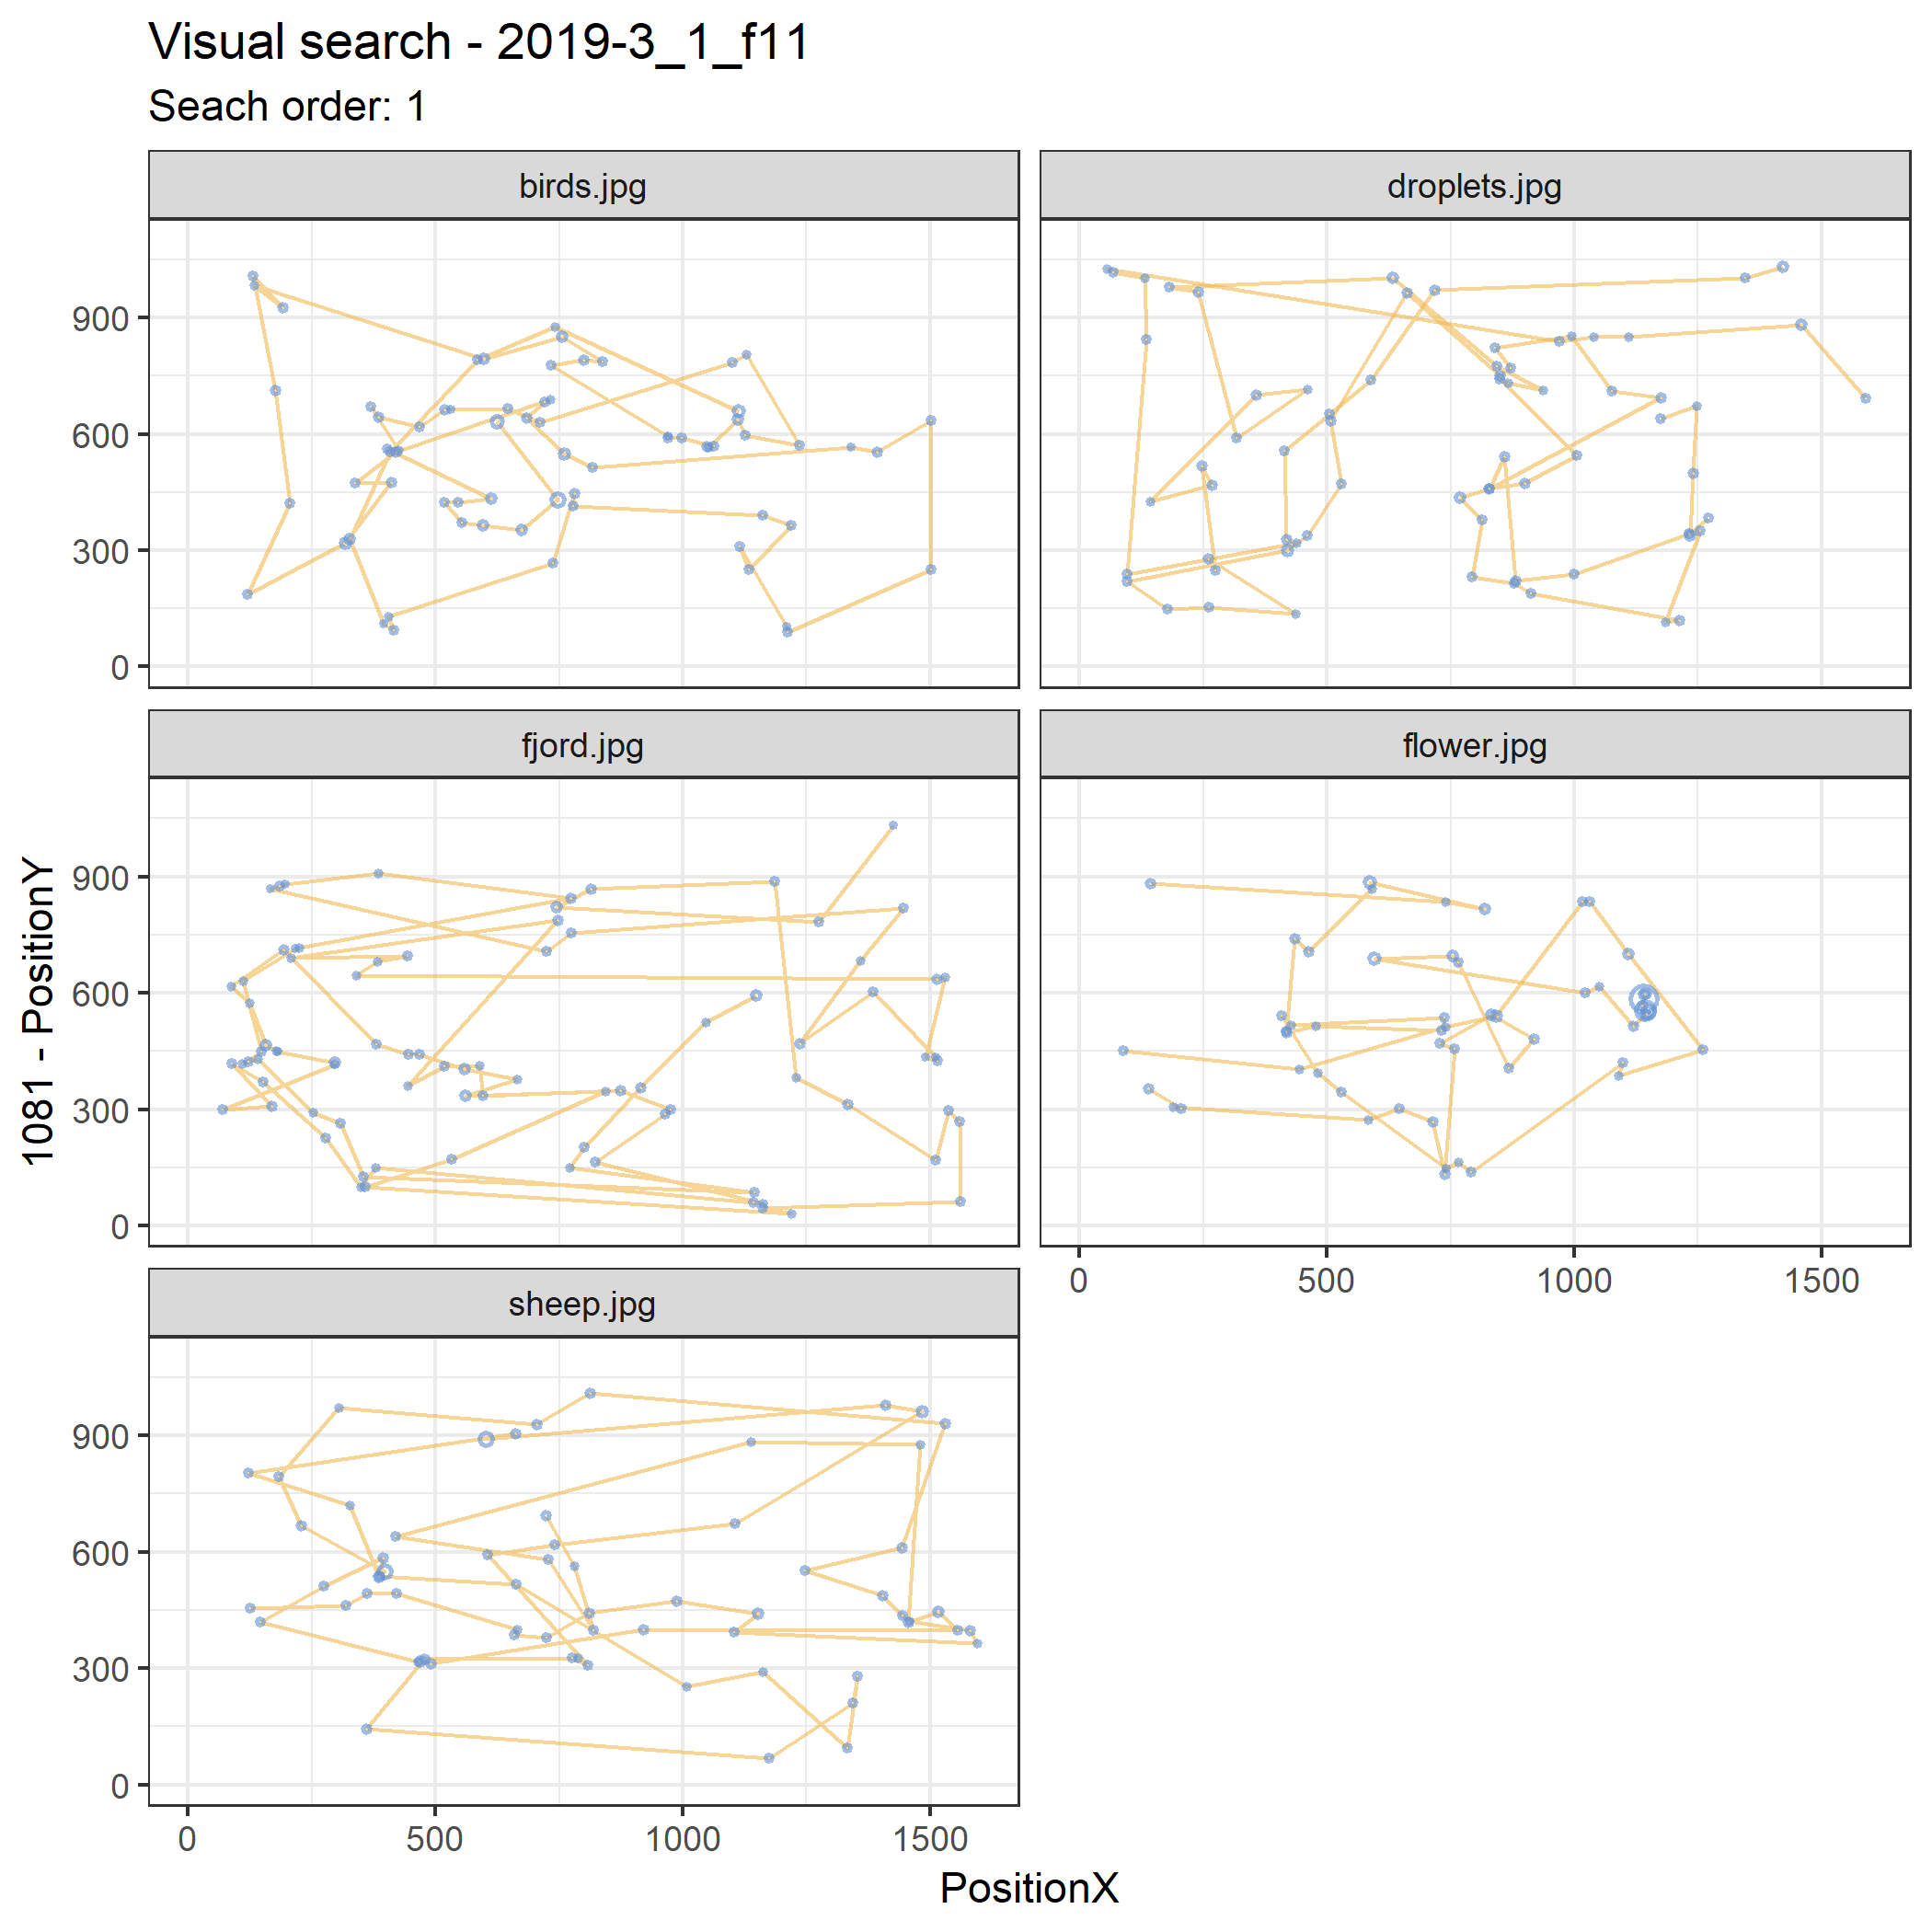 Visual search - 2019-3_1_f11
Seach order: 1
birds.jpg
droplets.jpg
900
600
300
0
fjord.jpg
flower.jpg
900
600
300
0
0 500 1000 1500
sheep.jpg
900
600
300
0
0 500 1000 1500
PositionX
1081 - PositionY